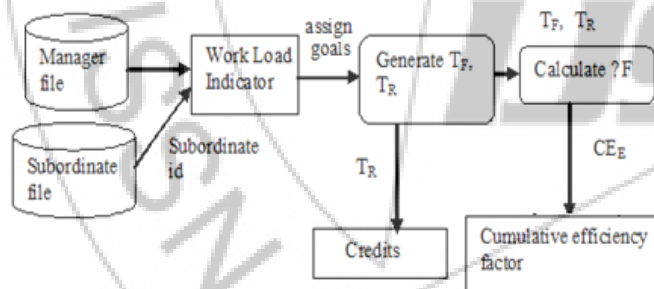 Manager
file
Work Load
Indicator
assign
goals
Generate TF,
TR
TF, TR
Calculate ?F
Subordinate
file
Subordinate
id
TR
CEE
Credits
Cumulative efficiency
factor